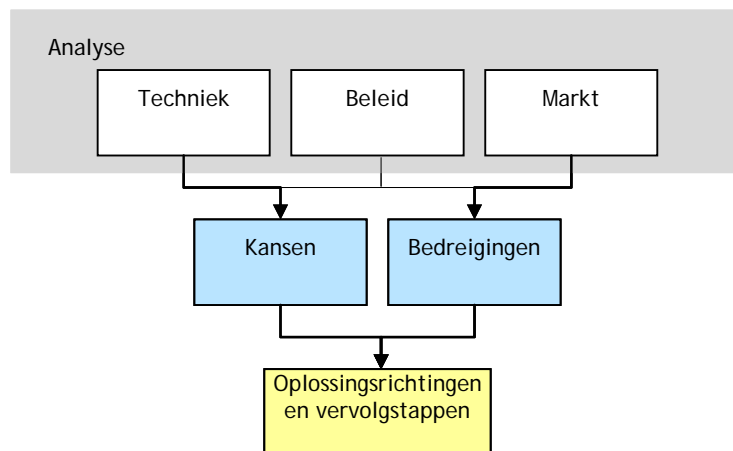 Analyse
Techniek
Beleid
Markt
Kansen
Bedreigingen
Oplossingsrichtingen
en vervolgstappen